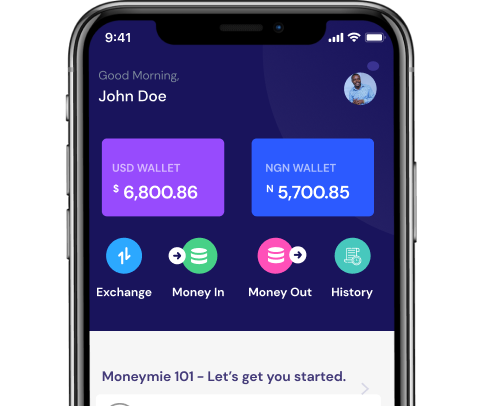 9:41
Good Morning,
John Doe
USD WALLET
$ 6,800.86
NGN WALLET
N 5,700.85
Exchange
Money In
Money Out
History
Moneymie 101 - Let’s get you started.